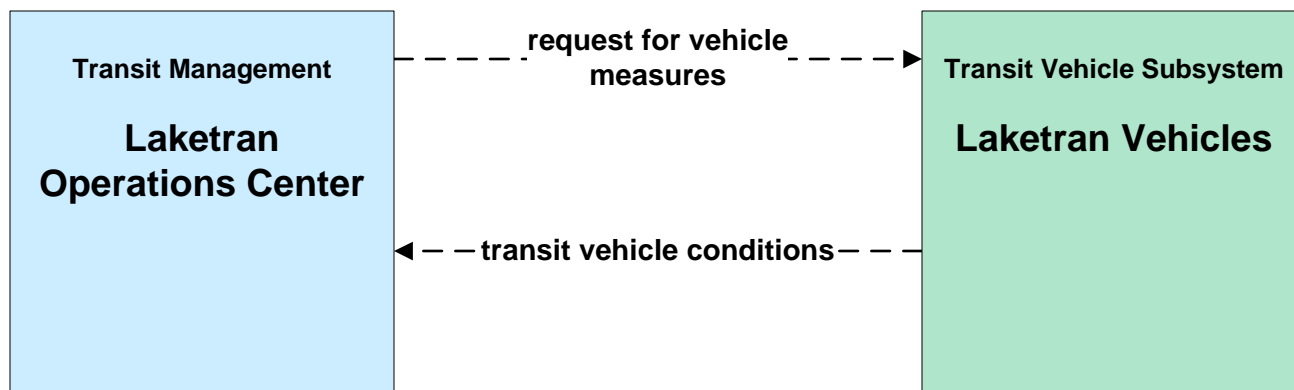 Transit Management
Laketran
Operations Center
request for vehicle
measures
transit vehicle conditions
Transit Vehicle Subsystem
Laketran Vehicles